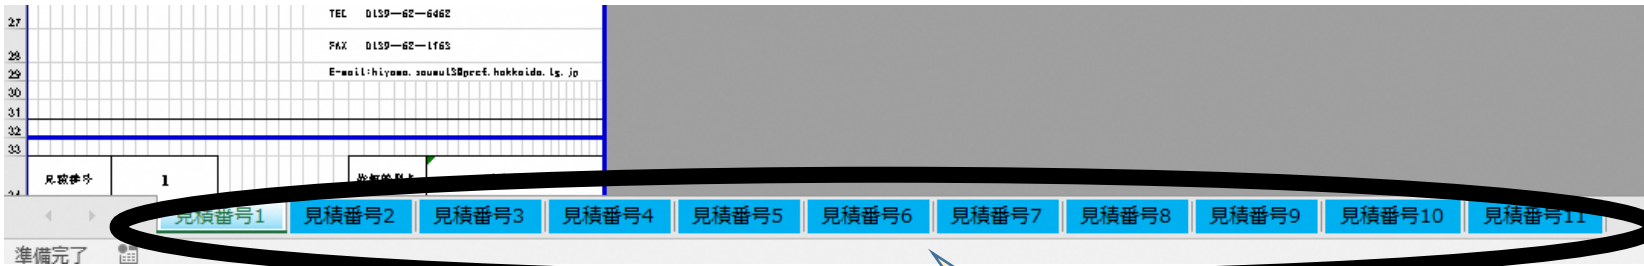 27
TEL 0139—62—6462
28
FAX 0139—62—1163
29
E-mail:hiyama.soumu13@pref.hokkaido.lg.jp
30
31
32
33
見積番号 1
見積番号1 見積番号2 見積番号3 見積番号4 見積番号5 見積番号6 見積番号7 見積番号8 見積番号9 見積番号10 見積番号11
準備完了